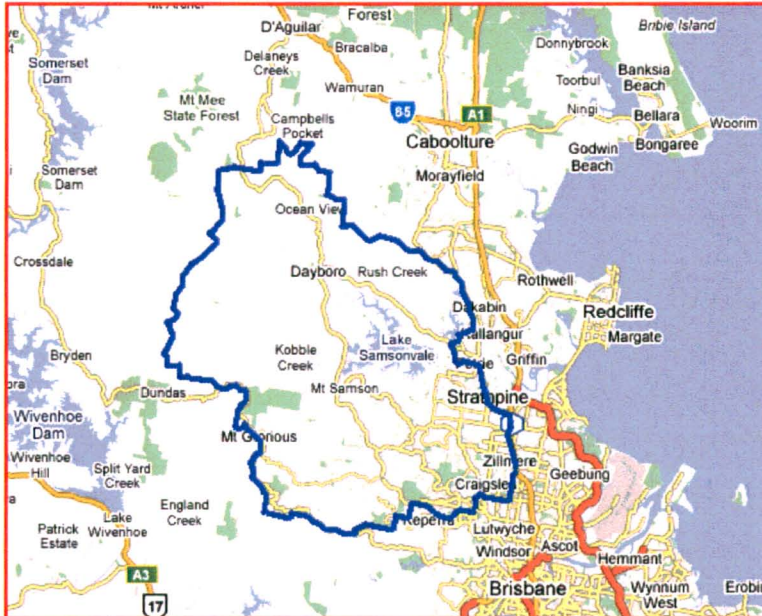 D'Aguilar
Forest
Bribie Island
Bracalba
Donnybrook
Somerset
Dam
Delaneys
Creek
Wamuran
Toorbul
Banksia
Beach
Mt Mee
State Forest
85
A1
Ningi
Bellara
Woorim
Campbells
Pocket
Caboolture
Godwin
Beach
Bongaree
Somerset
Dam
Morayfield
Ocean View
Crossdale
Dayboro
Rush Creek
Rothwell
Dakabin
Redcliffe
Lake
Samsonvale
Kallangur
Margate
Bryden
Kobble
Creek
Griffin
Dundas
Mt Samson
Strathpine
Wivenhoe
Dam
Mt Glorious
Wivenhoe
Hill
Split Yard
Creek
Zillmere
Geebung
England
Creek
Patrick
Estate
Lake
Wivenhoe
Keperra
Lutwyche
Windsor
Ascot
Hemmant
A3
17
Brisbane
Wynnum
West